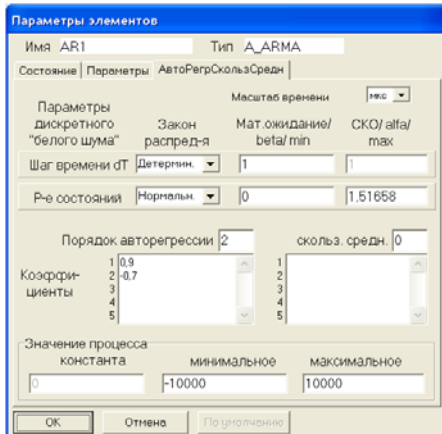 Параметры элементов
Имя AR1 Тип A_ARMA
Состояние Параметры АвтоРегрСкользСредн
Масштаб времени мкс
Параметры дискретного "белого шума" Закон распред-я Мат.ожидание/ beta/min СКО/alfa/ max
Шаг времени dT Детермин. 1 1
Р-е состояний Нормальн. 0 1,51658
Порядок авторегрессии 2 скольз. средн. 0
Коэффи-циенты
1 0,9 1
2 -0,7 2
3 3
4 4
5 5
Значение процесса
константа минимальное максимальное
0 -10000 10000
OK Отмена По умолчанию